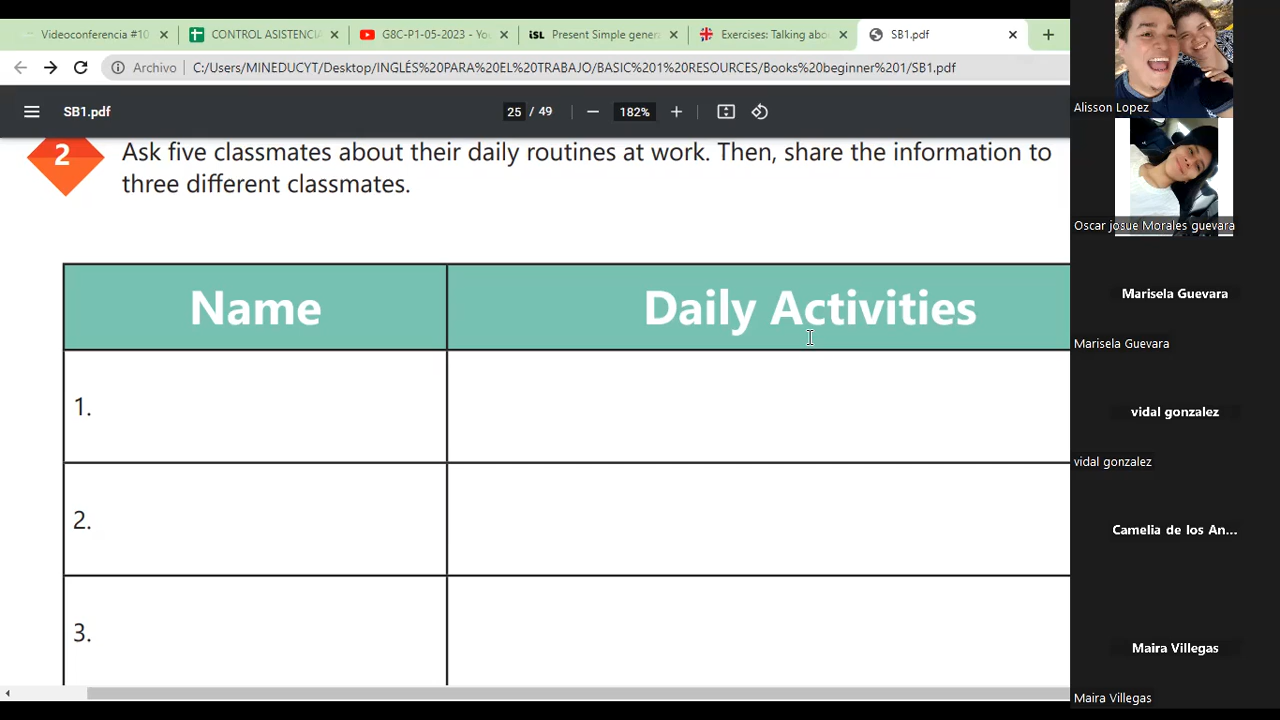 Videoconferencia #10
CONTROL ASISTENCIA
G8C-P1-05-2023 - You
iSL Present Simple gener
Exercises: Talking abo
SB1.pdf
Archivo C:/Users/MINEDUCYT/Desktop/INGLÉS%20PARA%20EL%20TRABAJO/BASIC%201%20RESOURCES/Books%20beginner%201/SB1.pdf
SB1.pdf 25 / 49 182%
2 Ask five classmates about their daily routines at work. Then, share the information to
three different classmates.
Name Daily Activities
1.
2.
3.
Alisson Lopez
Oscar josue Morales guevara
Marisela Guevara
Marisela Guevara
vidal gonzalez
vidal gonzalez
Camelia de los An...
Maira Villegas
Maira Villegas